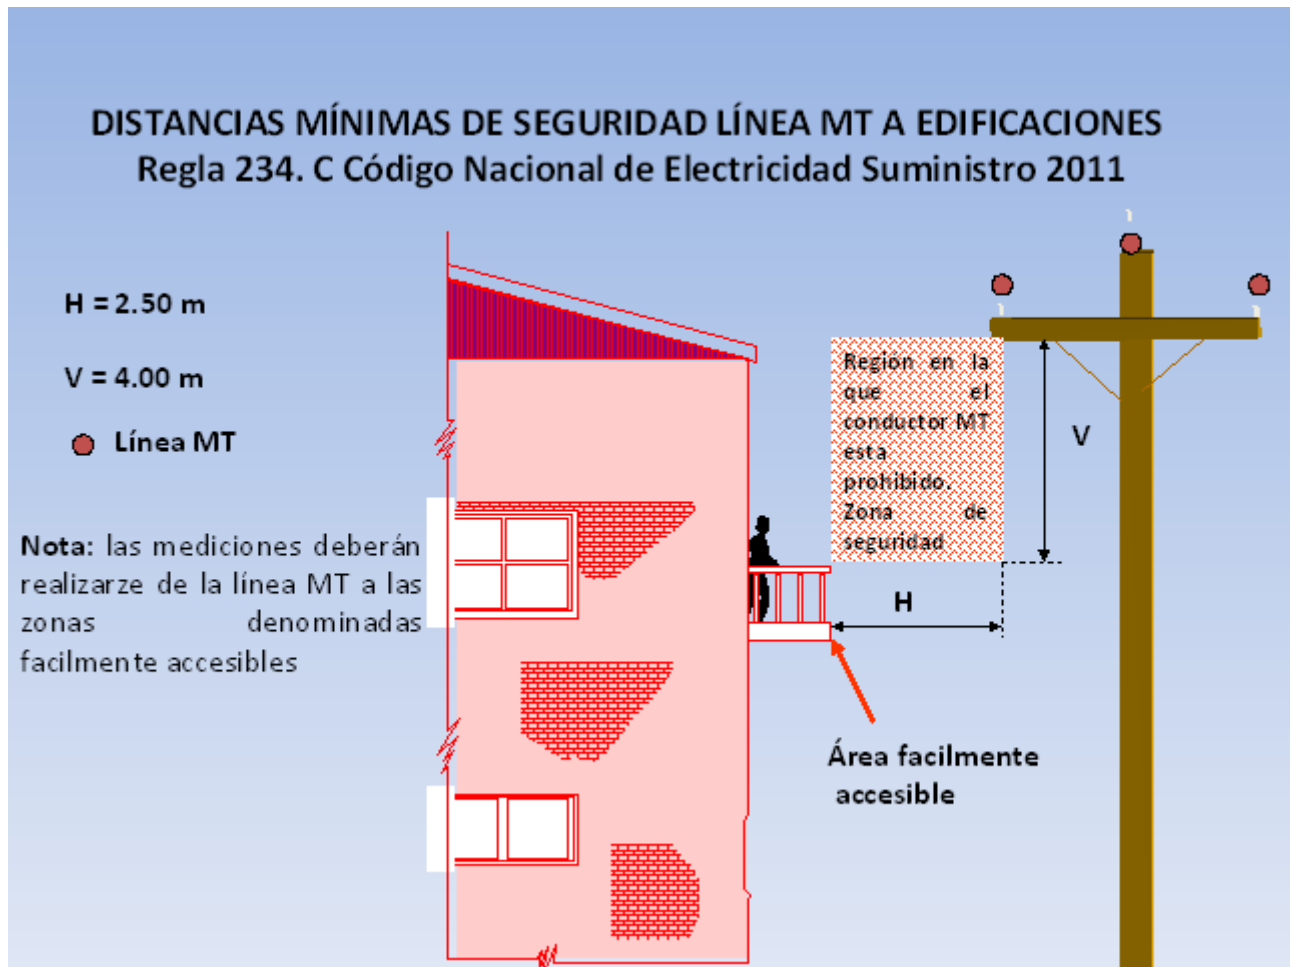 DISTANCIAS MÍNIMAS DE SEGURIDAD LÍNEA MT A EDIFICACIONES
Regla 234. C Código Nacional de Electricidad Suministro 2011
H = 2.50 m
V = 4.00 m
Línea MT
Nota: las mediciones deberán
realizarze de la línea MT a las
zonas denominadas
facilmente accesibles
Región en la
que el
conductor MT
esta
prohibido.
Zona de
seguridad
V
H
Área facilmente
accesible